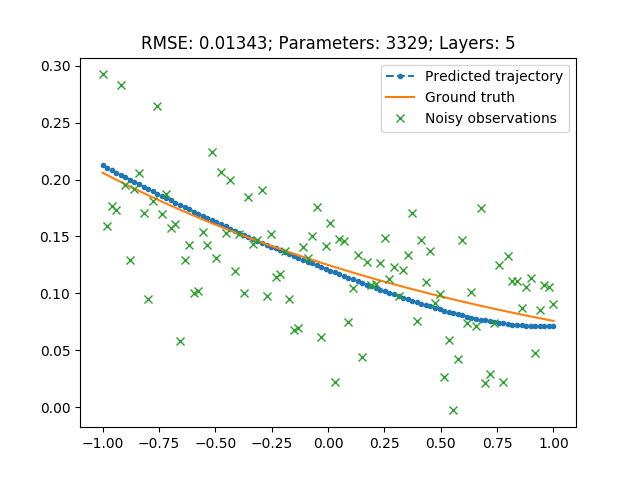 RMSE: 0.01343; Parameters: 3329; Layers: 5
0.30
0.25
0.20
0.15
0.10
0.05
0.00
Predicted trajectory
Ground truth
Noisy observations
−1.00 −0.75 −0.50 −0.25 0.00 0.25 0.50 0.75 1.00